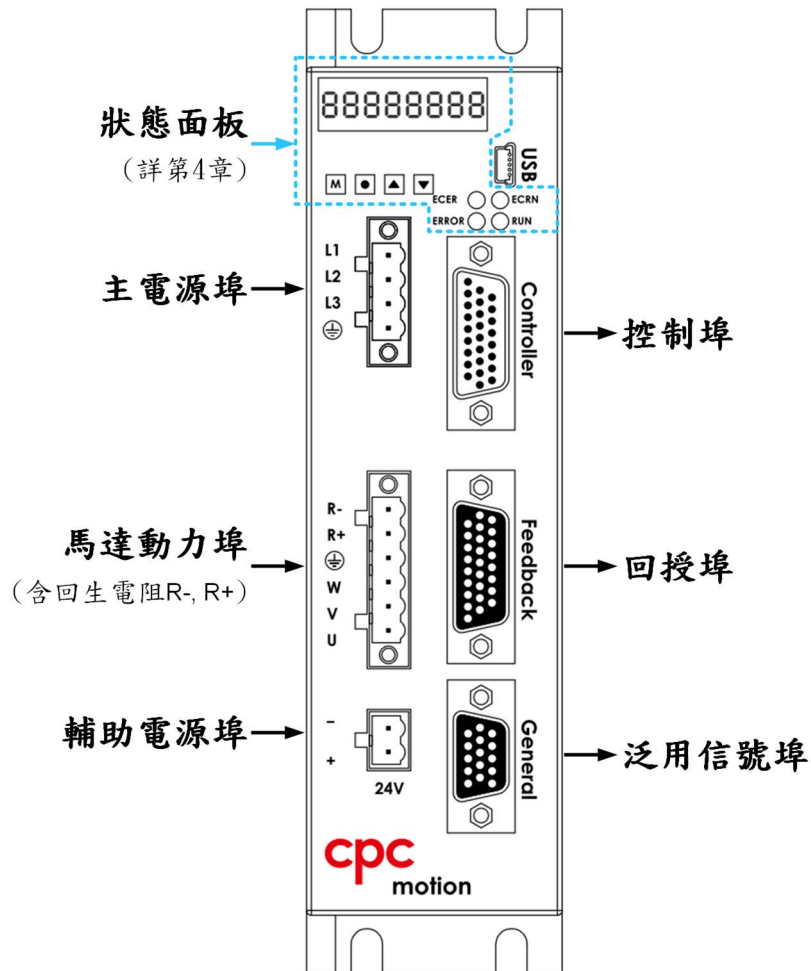 狀態面板
（詳第4章）
88888888
USB
M
ECER
ECRN
ERROR
RUN
主電源埠
L1
L2
L3
Controller
控制埠
馬達動力埠
（含回生電阻R-, R+）
R-
R+
W
V
U
Feedback
回授埠
輔助電源埠
-
+
24V
General
泛用信號埠
cpc
motion